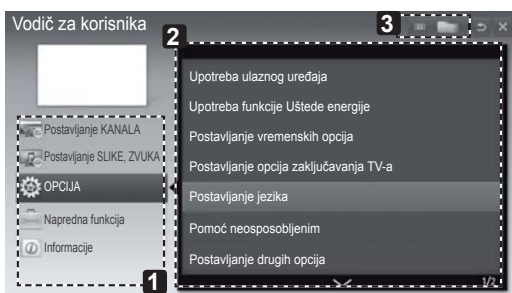 Vodič za korisnika
3
2
Postavljanje KANALA
Postavljanje SLIKE, ZVUKA
OPCIJA
Napredna funkcija
Informacije
1
Upotreba ulaznog uređaja
Upotreba funkcije Uštede energije
Postavljanje vremenskih opcija
Postavljanje opcija zaključavanja TV-a
Postavljanje jezika
Pomoć neosposobljenim
Postavljanje drugih opcija
1/2